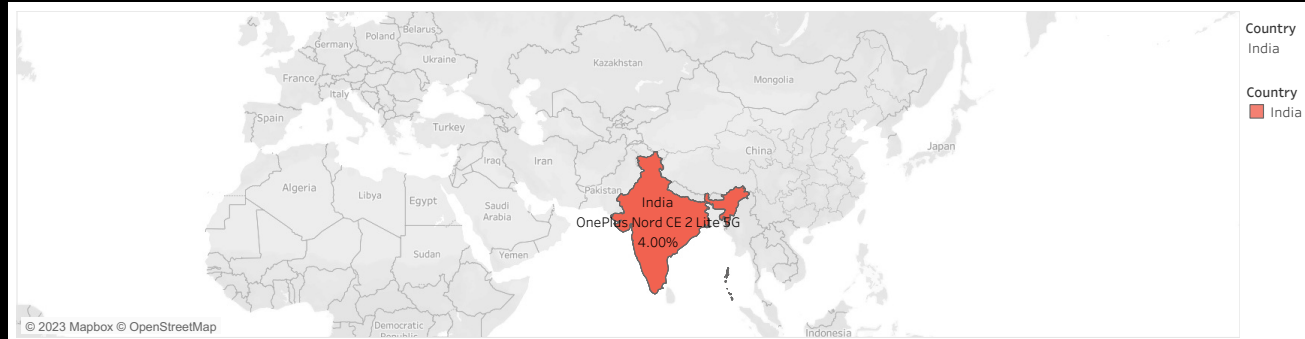 Belarus
Poland
Germany
Ukraine
Kazakhstan
France
Mongolia
Italy
Spain
Turkey
Japan
China
Iraq
Iran
Algeria
Libya
Egypt
Pakistan
Saudi
Arabia
India
OnePlus Nord CE 2 Lite 5G
4.00%
Sudan
Yemen
Democratic
Republic
Indonesia
© 2023 Mapbox © OpenStreetMap
Country
India
Country
India